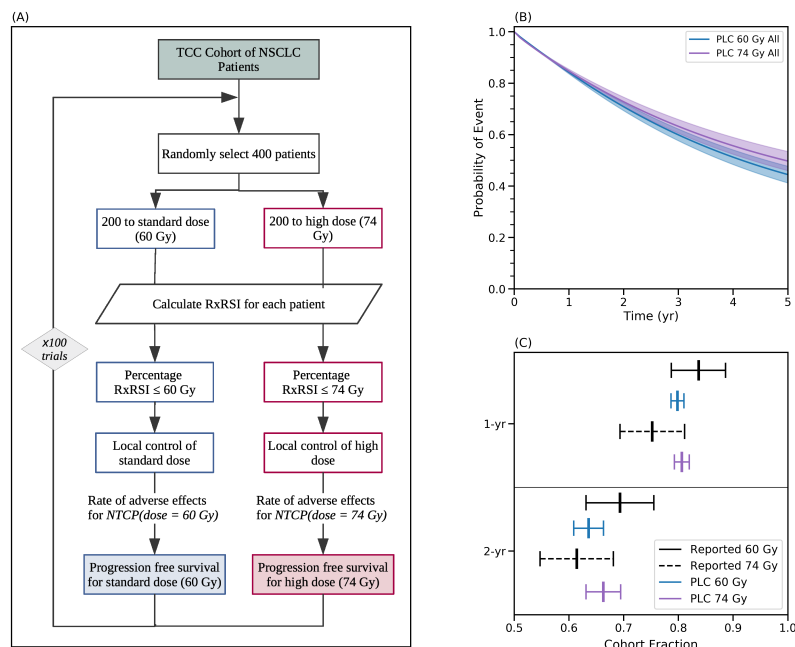 (A)
TCC Cohort of NSCLC
Patients
Randomly select 400 patients
200 to standard dose
(60 Gy)
200 to high dose (74
Gy)
Calculate RxRSI for each patient
x100
trials
Percentage
RxRSI ≤ 60 Gy
Percentage
RxRSI ≤ 74 Gy
Local control of
standard dose
Local control of high
dose
Rate of adverse effects
for NTCP(dose = 60 Gy)
Rate of adverse effects
for NTCP(dose = 74 Gy)
Progression free survival
for standard dose (60 Gy)
Progression free survival
for high dose (74 Gy)
(B)
PLC 60 Gy All
PLC 74 Gy All
Probability of Event
1.0
0.8
0.6
0.4
0.2
0.0
0 1 2 3 4 5
Time (yr)
(C)
1-yr
2-yr
Reported 60 Gy
Reported 74 Gy
PLC 60 Gy
PLC 74 Gy
0.5 0.6 0.7 0.8 0.9 1.0
Cohort Fraction